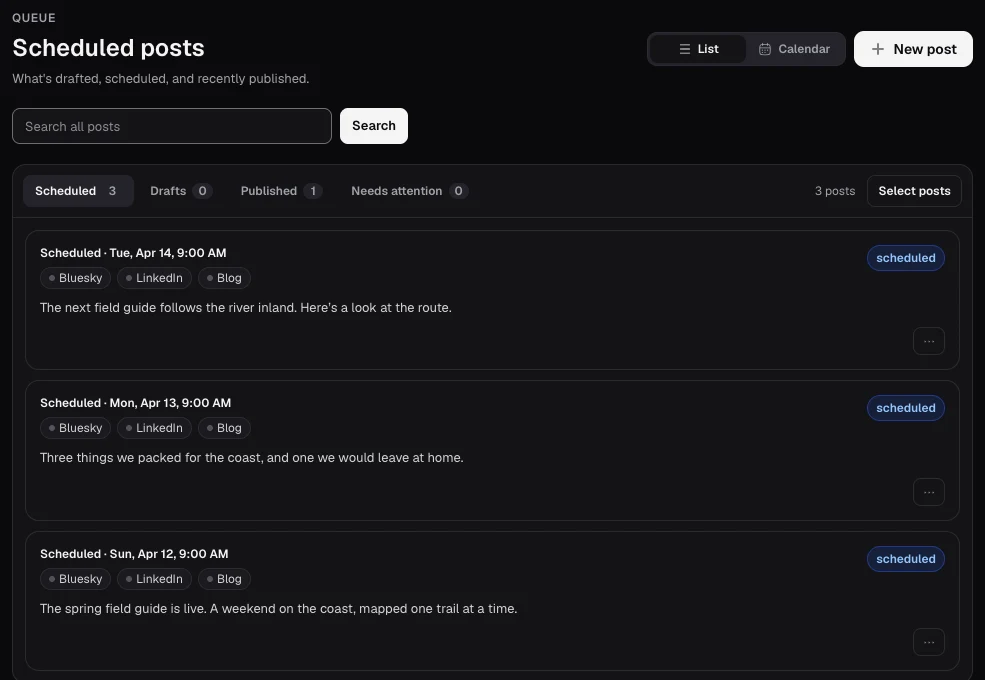 QUEUE
Scheduled posts
What's drafted, scheduled, and recently published.
List
Calendar
New post
Search all posts
Search
Scheduled 3
Drafts 0
Published 1
Needs attention 0
3 posts
Select posts
Scheduled · Tue, Apr 14, 9:00 AM
scheduled
Bluesky
LinkedIn
Blog
The next field guide follows the river inland. Here's a look at the route.
···
Scheduled · Mon, Apr 13, 9:00 AM
scheduled
Bluesky
LinkedIn
Blog
Three things we packed for the coast, and one we would leave at home.
···
Scheduled · Sun, Apr 12, 9:00 AM
scheduled
Bluesky
LinkedIn
Blog
The spring field guide is live. A weekend on the coast, mapped one trail at a time.
···